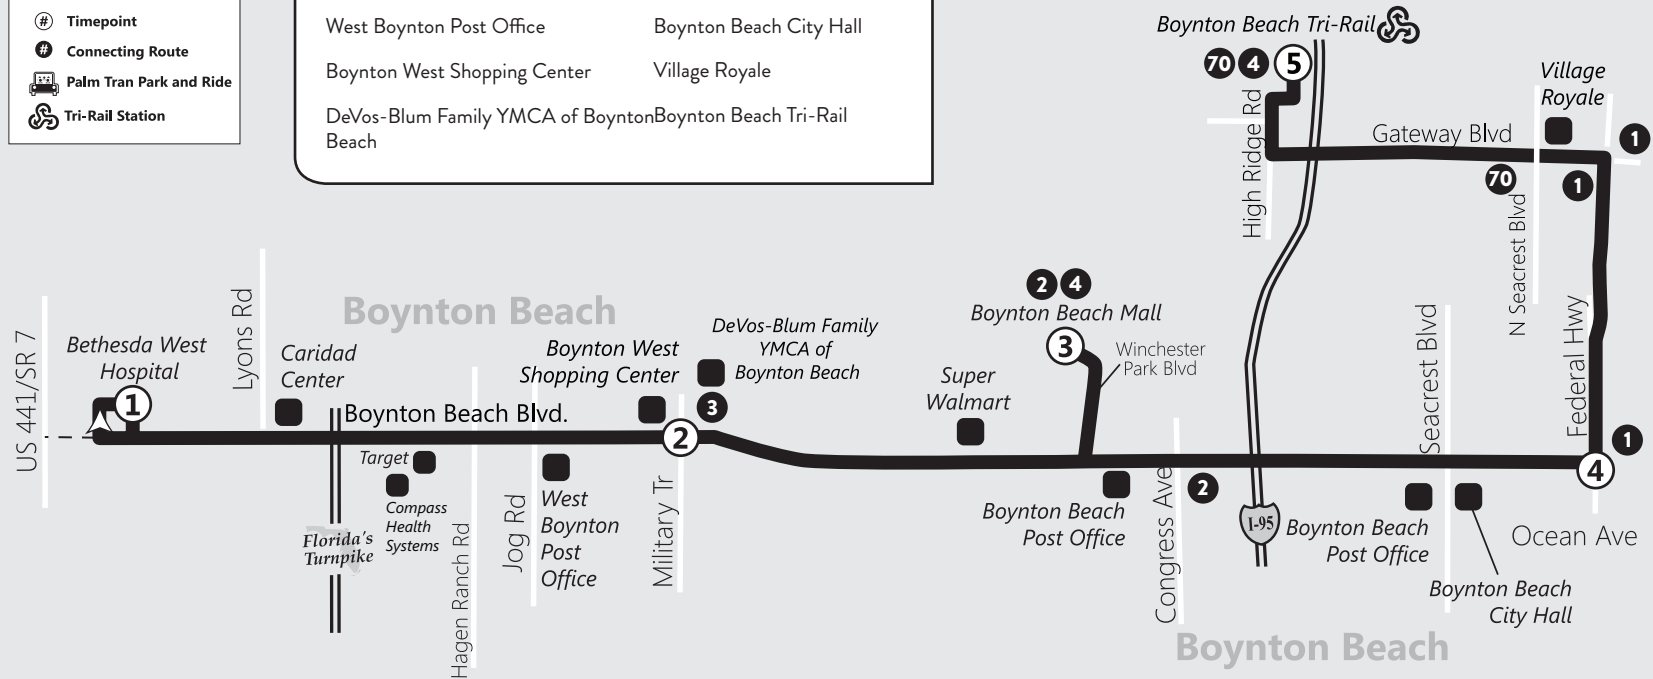 # Timepoint
# Connecting Route
Palm Tran Park and Ride
Tri-Rail Station
West Boynton Post Office
Boynton West Shopping Center
DeVos-Blum Family YMCA of Boynton
Beach
Boynton Beach City Hall
Village Royale
Boynton Beach Tri-Rail
Boynton Beach Tri-Rail
70 4 5
High Ridge Rd
Gateway Blvd
Village
Royale
1
70
1
N Seacrest Blvd
US 441/SR 7
Bethesda West
Hospital
1
Lyons Rd
Caridad
Center
Boynton Beach
Boynton Beach Blvd.
Target
Compass
Health
Systems
Florida's
Turnpike
Hagen Ranch Rd
Jog Rd
West
Boynton
Post
Office
Boynton West
Shopping Center
DeVos-Blum Family
YMCA of
Boynton Beach
3
2
Military Tr
Super
Walmart
2 4
Boynton Beach Mall
3
Winchester
Park Blvd
Boynton Beach
Post Office
Congress Ave
2
I-95
Boynton Beach
Post Office
Seacrest Blvd
Boynton Beach
City Hall
Federal Hwy
1
4
Ocean Ave
Boynton Beach